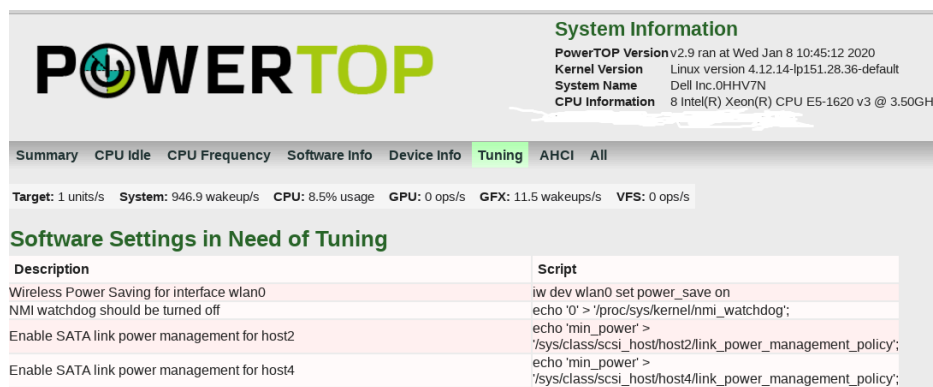 POWERTOP
System Information
PowerTOP Version v2.9 ran at Wed Jan 8 10:45:12 2020
Kernel Version Linux version 4.12.14-lp151.28.36-default
System Name Dell Inc.0HHV7N
CPU Information 8 Intel(R) Xeon(R) CPU E5-1620 v3 @ 3.50GH
Summary CPU Idle CPU Frequency Software Info Device Info Tuning AHCI All
Target: 1 units/s System: 946.9 wakeup/s CPU: 8.5% usage GPU: 0 ops/s GFX: 11.5 wakeups/s VFS: 0 ops/s
Software Settings in Need of Tuning
Description Script
Wireless Power Saving for interface wlan0 iw dev wlan0 set power_save on
NMI watchdog should be turned off echo '0' > '/proc/sys/kernel/nmi_watchdog';
Enable SATA link power management for host2 echo 'min_power' >
'/sys/class/scsi_host/host2/link_power_management_policy';
Enable SATA link power management for host4 echo 'min_power' >
'/sys/class/scsi_host/host4/link_power_management_policy';